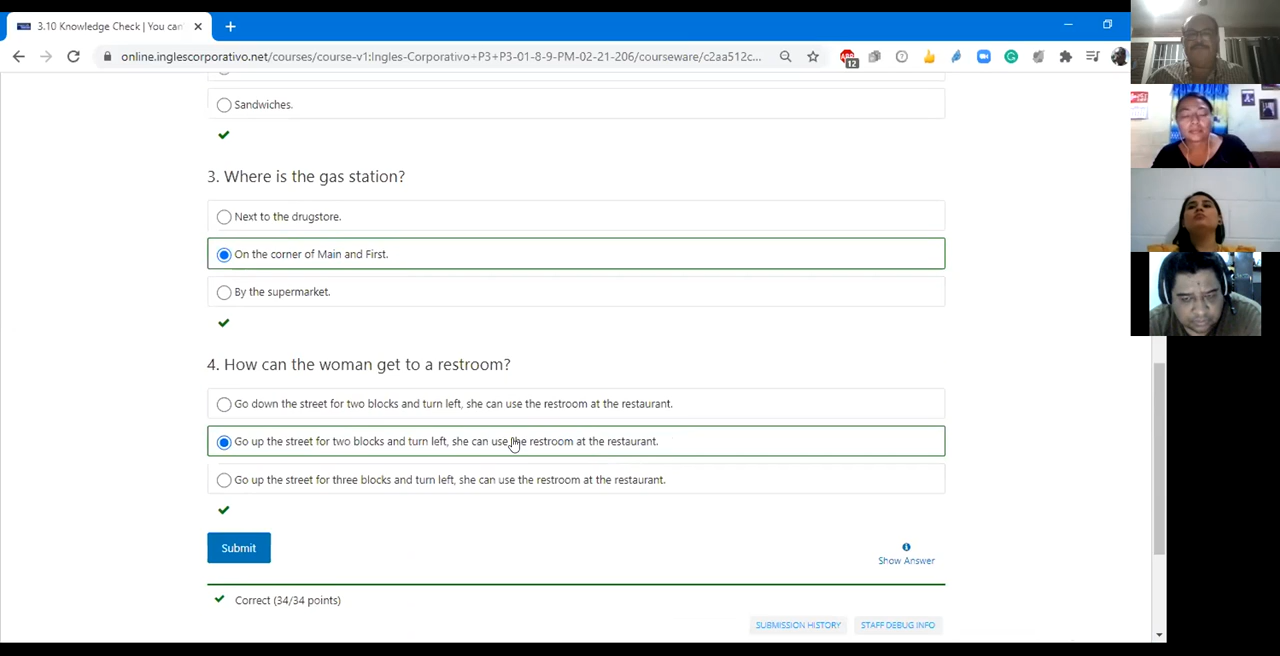 3.10 Knowledge Check | You can
online.inglescorporativo.net/courses/course-v1:Ingles-Corporativo+P3+P3-01-8-9-PM-02-21-206/courseware/c2aa512c...
12
Sandwiches.
3. Where is the gas station?
Next to the drugstore.
On the corner of Main and First.
By the supermarket.
4. How can the woman get to a restroom?
Go down the street for two blocks and turn left, she can use the restroom at the restaurant.
Go up the street for two blocks and turn left, she can use the restroom at the restaurant.
Go up the street for three blocks and turn left, she can use the restroom at the restaurant.
Submit
Show Answer
Correct (34/34 points)
SUBMISSION HISTORY
STAFF DEBUG INFO